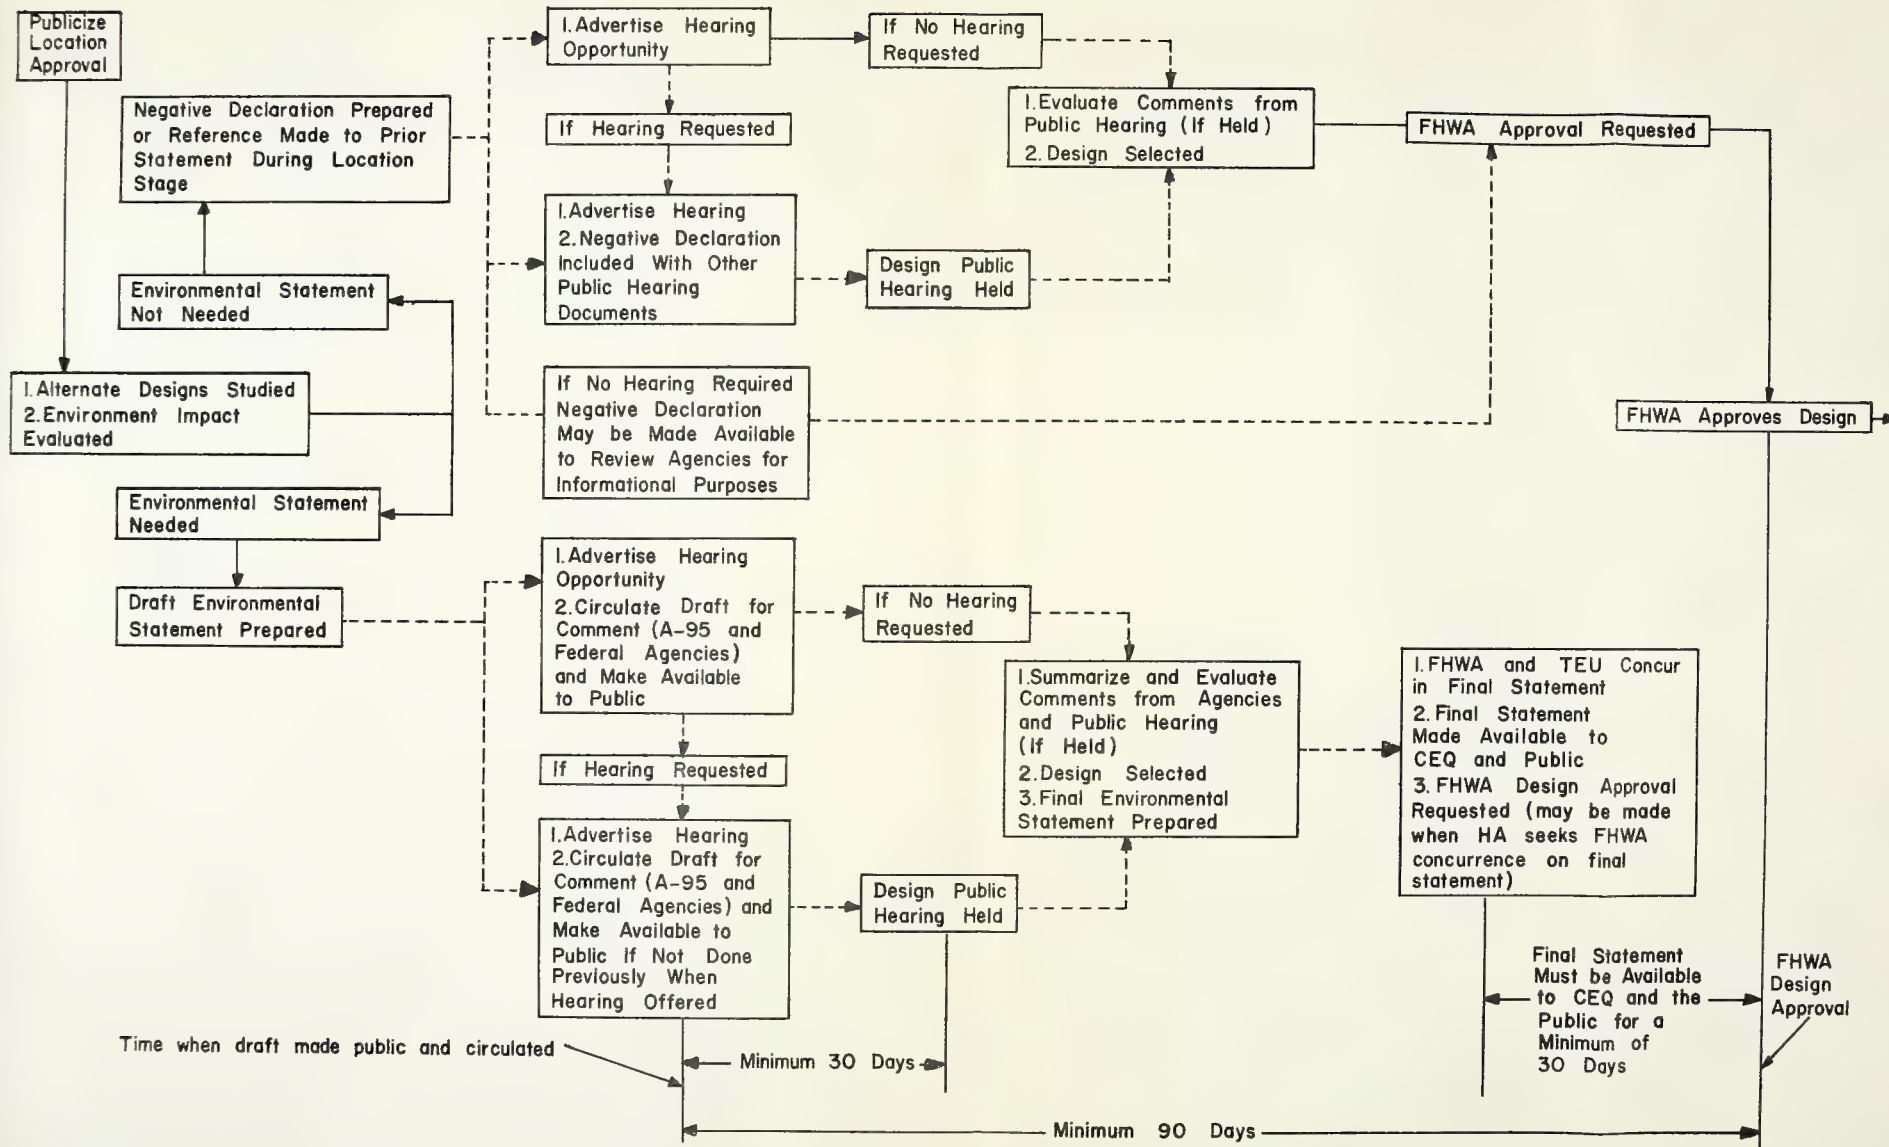 Publicize
Location
Approval
1. Advertise Hearing
Opportunity
If No Hearing
Requested
Negative Declaration Prepared
or Reference Made to Prior
Statement During Location
Stage
If Hearing Requested
1. Evaluate Comments from
Public Hearing (If Held)
2. Design Selected
FHWA Approval Requested
1. Advertise Hearing
2. Negative Declaration
Included With Other
Public Hearing
Documents
Design Public
Hearing Held
Environmental Statement
Not Needed
1. Alternate Designs Studied
2. Environment Impact
Evaluated
If No Hearing Required
Negative Declaration
May be Made Available
to Review Agencies for
Informational Purposes
FHWA Approves Design
Environmental Statement
Needed
Draft Environmental
Statement Prepared
1. Advertise Hearing
Opportunity
2. Circulate Draft for
Comment (A-95 and
Federal Agencies)
and Make Available
to Public
If No Hearing
Requested
If Hearing Requested
1. Summarize and Evaluate
Comments from Agencies
and Public Hearing
(If Held)
2. Design Selected
3. Final Environmental
Statement Prepared
1. FHWA and TEU Concur
in Final Statement
2. Final Statement
Made Available to
CEQ and Public
3. FHWA Design Approval
Requested (may be made
when HA seeks FHWA
concurrence on final
statement)
1. Advertise Hearing
2. Circulate Draft for
Comment (A-95 and
Federal Agencies) and
Make Available to
Public if Not Done
Previously When
Hearing Offered
Design Public
Hearing Held
Final Statement
Must be Available
to CEQ and the
Public for a
Minimum of
30 Days
FHWA
Design
Approval
Time when draft made public and circulated
Minimum 30 Days
Minimum 90 Days